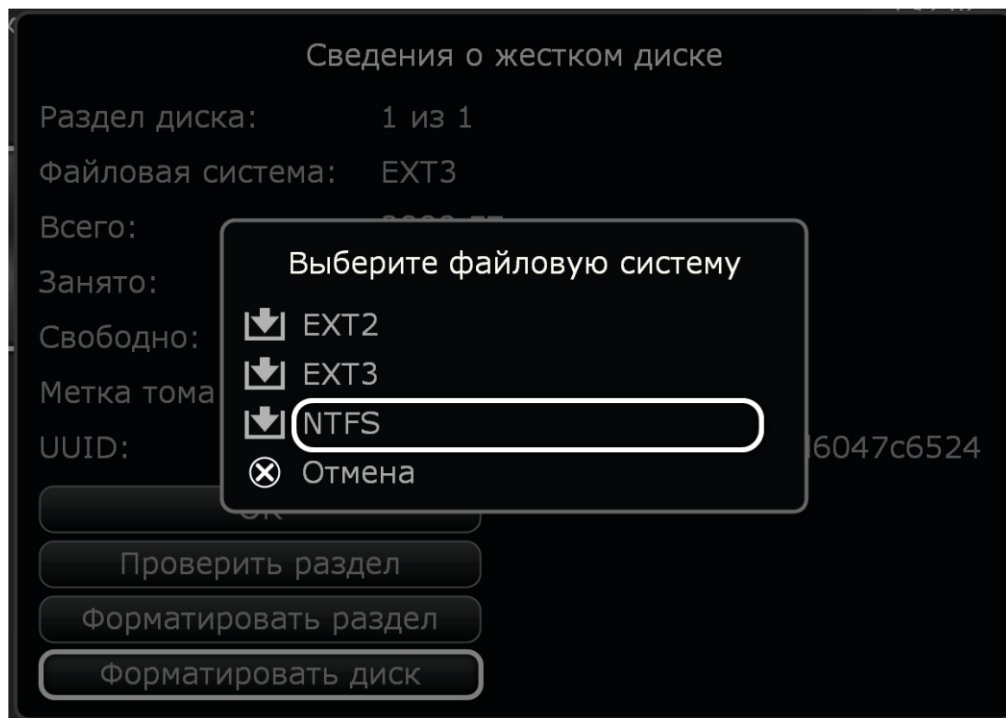 Сведения о жестком диске
Раздел диска: 1 из 1
Файловая система: EXT3
Всего:
Занято:
Свободно:
Метка тома
UUID: 6047c6524
Выберите файловую систему
EXT2
EXT3
NTFS
Отмена
ОК
Проверить раздел
Форматировать раздел
Форматировать диск